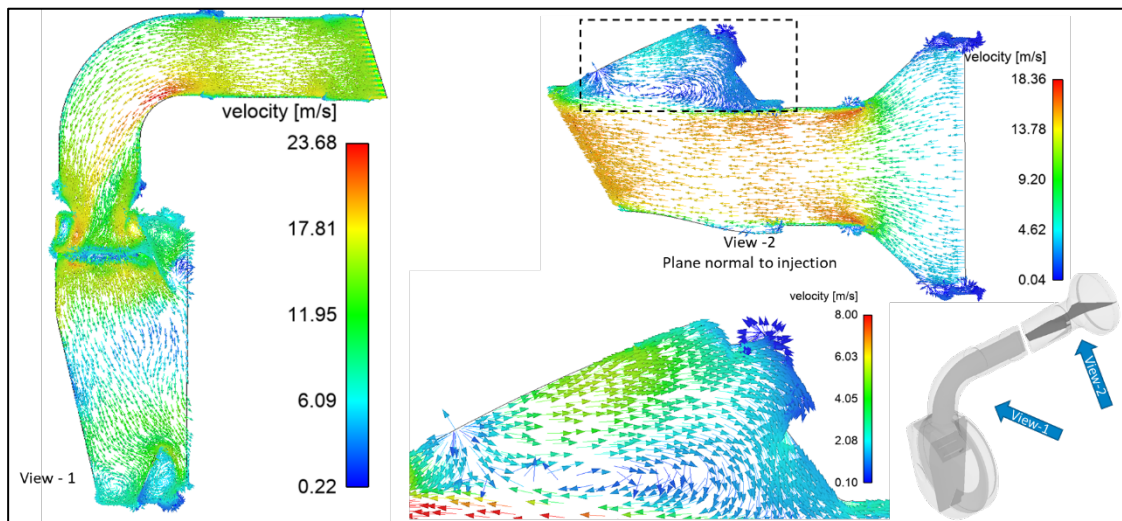 velocity [m/s]
23.68
17.81
11.95
6.09
0.22
View - 1
velocity [m/s]
18.36
13.78
9.20
4.62
0.04
View -2
Plane normal to injection
velocity [m/s]
8.00
6.03
4.05
2.08
0.10
View-1
View-2